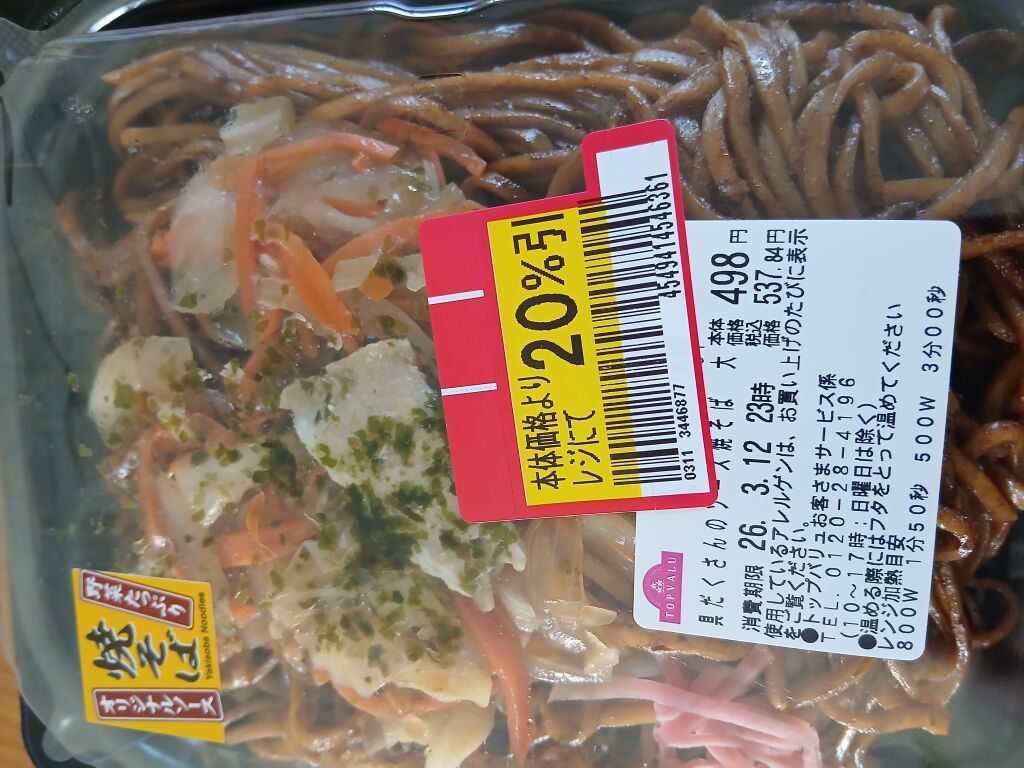 野菜たっぷり
焼そば
Yakisoba Noodles
オリジナルソース
本体価格より
レジにて
20%引
4549414546361
0311 3446877
TOPVALU
具だくさんの ス焼そば 大
本体価格 498円
税込価格 537.84円
消費期限 26. 3. 12 23時
使用しているアレルゲンは、お買い上げのたびに表示
をご覧ください。
●トップバリュお客さまサービス係
TEL. 0120-28-4196
(10~17時:日曜日は除く)
●温める際にはフタをとって温めてください
レンジ加熱目安 500W 3分00秒
800W 1分50秒